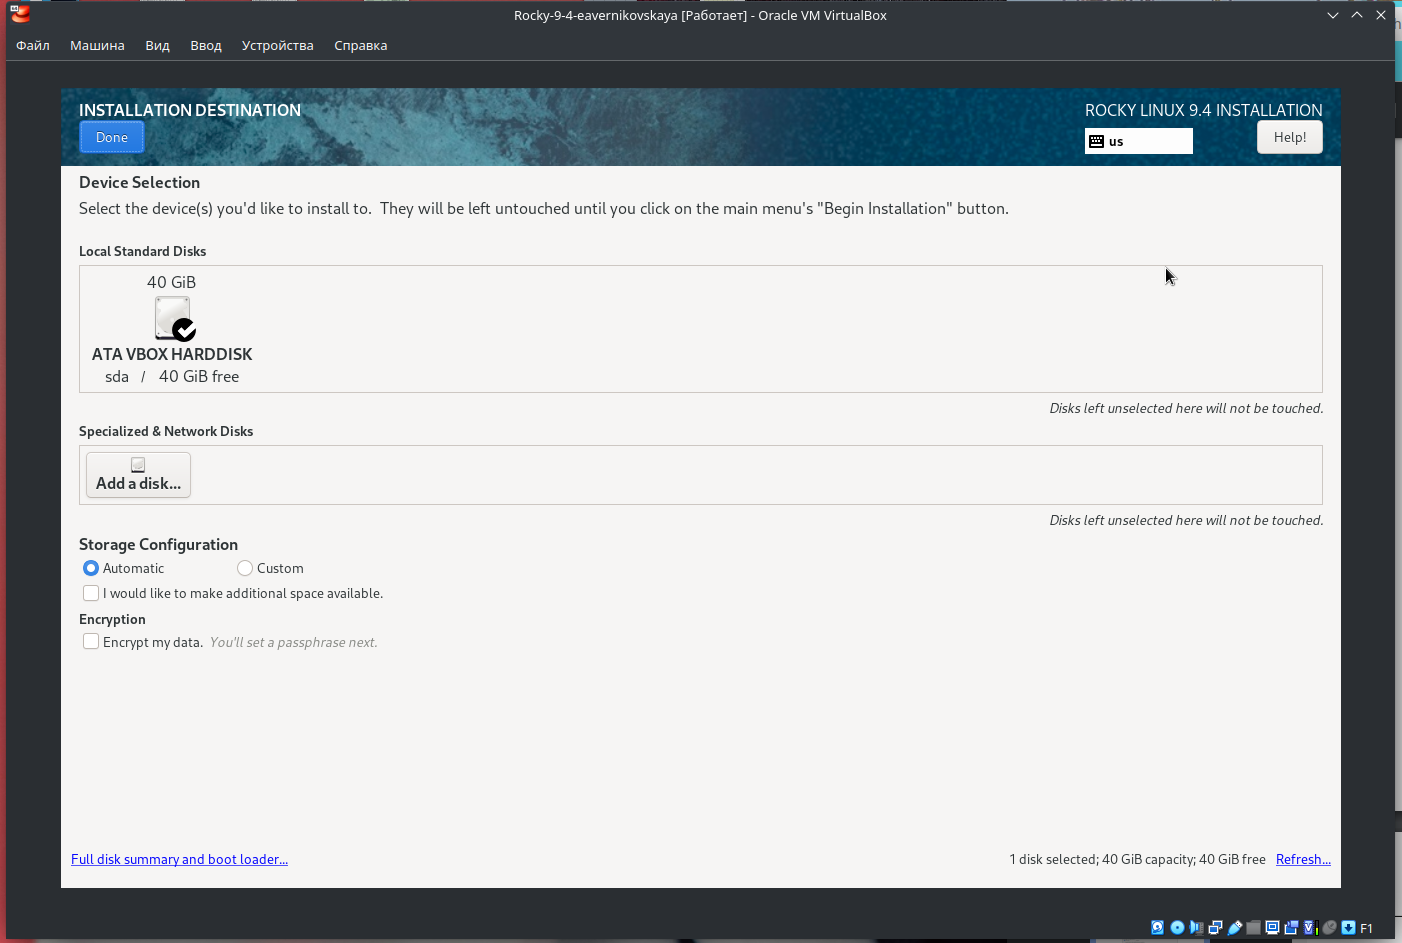 Rocky-9-4-eavernikovskaya [Работает] - Oracle VM VirtualBox
Файл Машина Вид Ввод Устройства Справка
INSTALLATION DESTINATION
ROCKY LINUX 9.4 INSTALLATION
Done
us
Help!
Device Selection
Select the device(s) you'd like to install to. They will be left untouched until you click on the main menu's "Begin Installation" button.
Local Standard Disks
40 GiB
ATA VBOX HARDDISK
sda / 40 GiB free
Disks left unselected here will not be touched.
Specialized & Network Disks
Add a disk...
Disks left unselected here will not be touched.
Storage Configuration
Automatic Custom
I would like to make additional space available.
Encryption
Encrypt my data. You'll set a passphrase next.
Full disk summary and boot loader...
1 disk selected; 40 GiB capacity; 40 GiB free Refresh...
F1